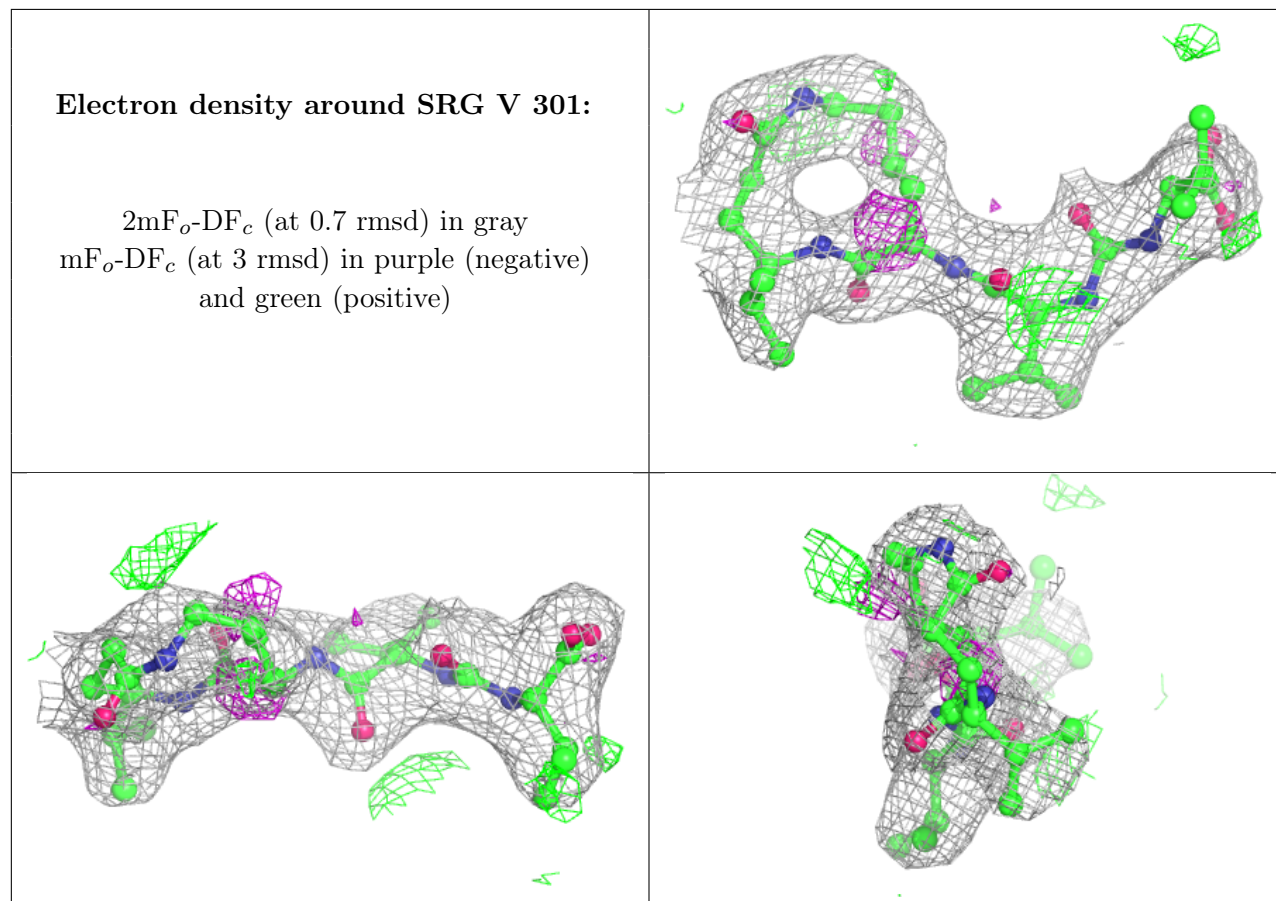 Electron density around SRG V 301:
2mFo-DFc (at 0.7 rmsd) in gray
mFo-DFc (at 3 rmsd) in purple (negative)
and green (positive)